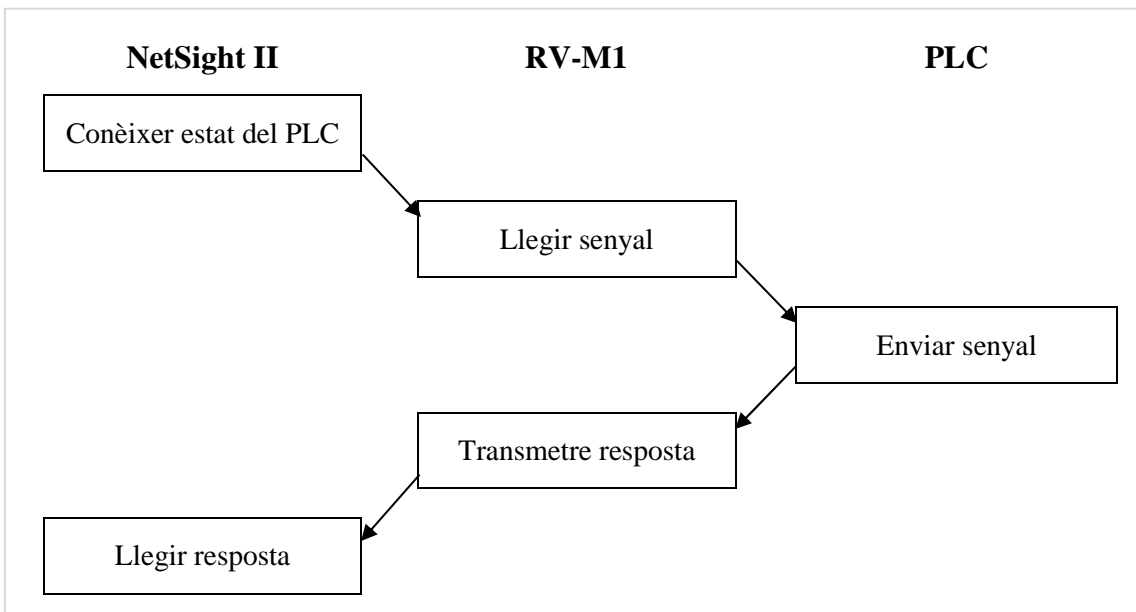 NetSight II
RV-M1
PLC
Conèixer estat del PLC
Llegir senyal
Enviar senyal
Transmetre resposta
Llegir resposta